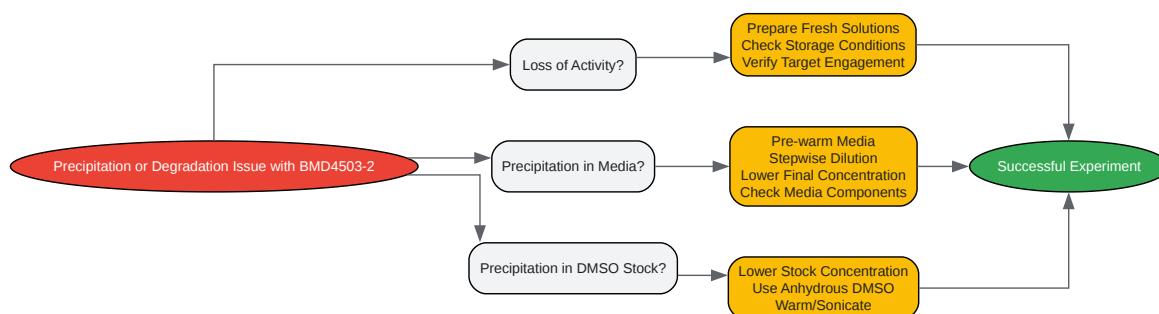 Precipitation or Degradation Issue with BMD4503-2
Loss of Activity?
Prepare Fresh Solutions
Check Storage Conditions
Verify Target Engagement
Precipitation in Media?
Pre-warm Media
Stepwise Dilution
Lower Final Concentration
Check Media Components
Precipitation in DMSO Stock?
Lower Stock Concentration
Use Anhydrous DMSO
Warm/Sonicate
Successful Experiment